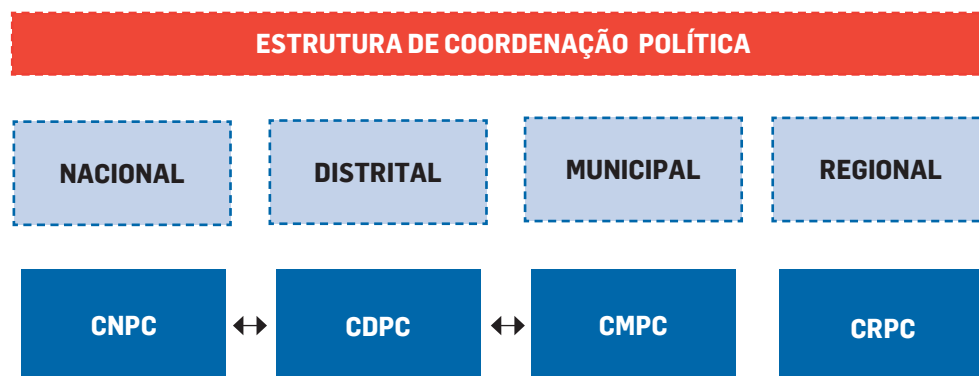 ESTRUTURA DE COORDENAÇÃO POLÍTICA
NACIONAL
DISTRITAL
MUNICIPAL
REGIONAL
CNPC
CDPC
CMPC
CRPC